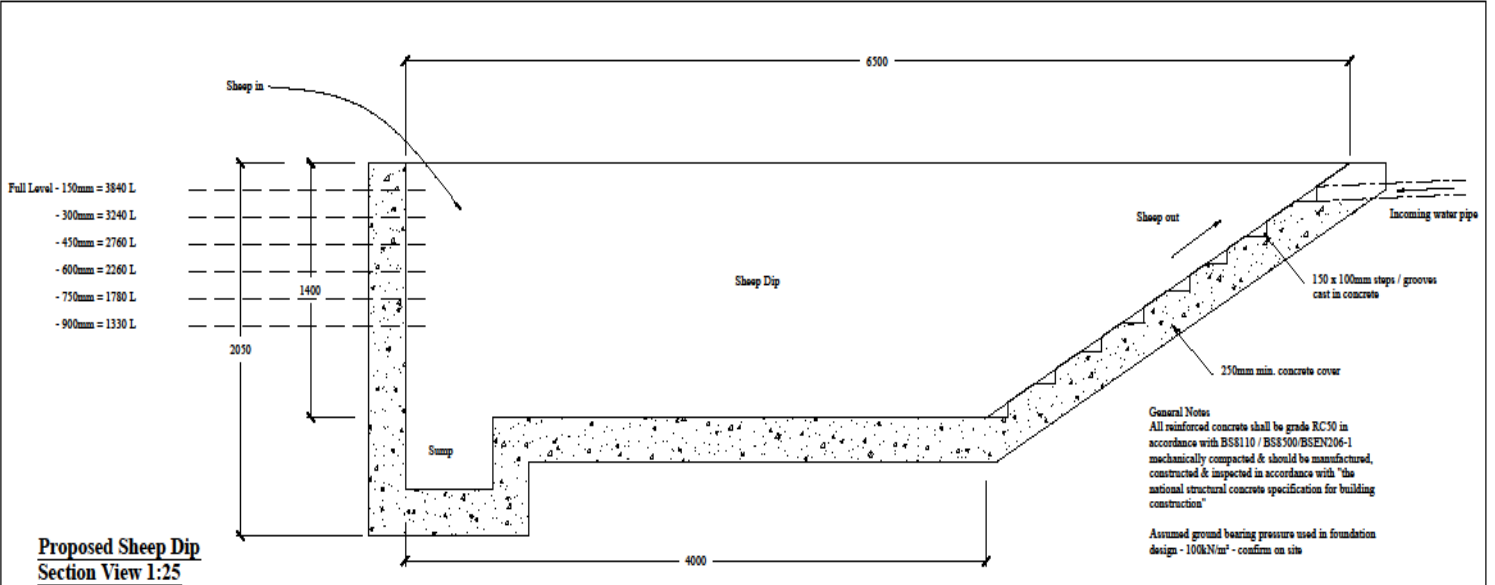 6500
Sheep in
Full Level - 150mm = 3840 L
- 300mm = 3240 L
- 450mm = 2760 L
- 600mm = 2260 L
- 750mm = 1780 L
- 900mm = 1330 L
1400
2050
Sheep Dip
Sheep out
Incoming water pipe
150 x 100mm steps / grooves
cast in concrete
250mm min. concrete cover
Sump
4000
General Notes
All reinforced concrete shall be grade RC50 in
accordance with BS8110 / BS8500/BSEN206-1
mechanically compacted & should be manufactured,
constructed & inspected in accordance with "the
national structural concrete specification for building
construction"
Assumed ground bearing pressure used in foundation
design - 100kN/m² - confirm on site
Proposed Sheep Dip
Section View 1:25